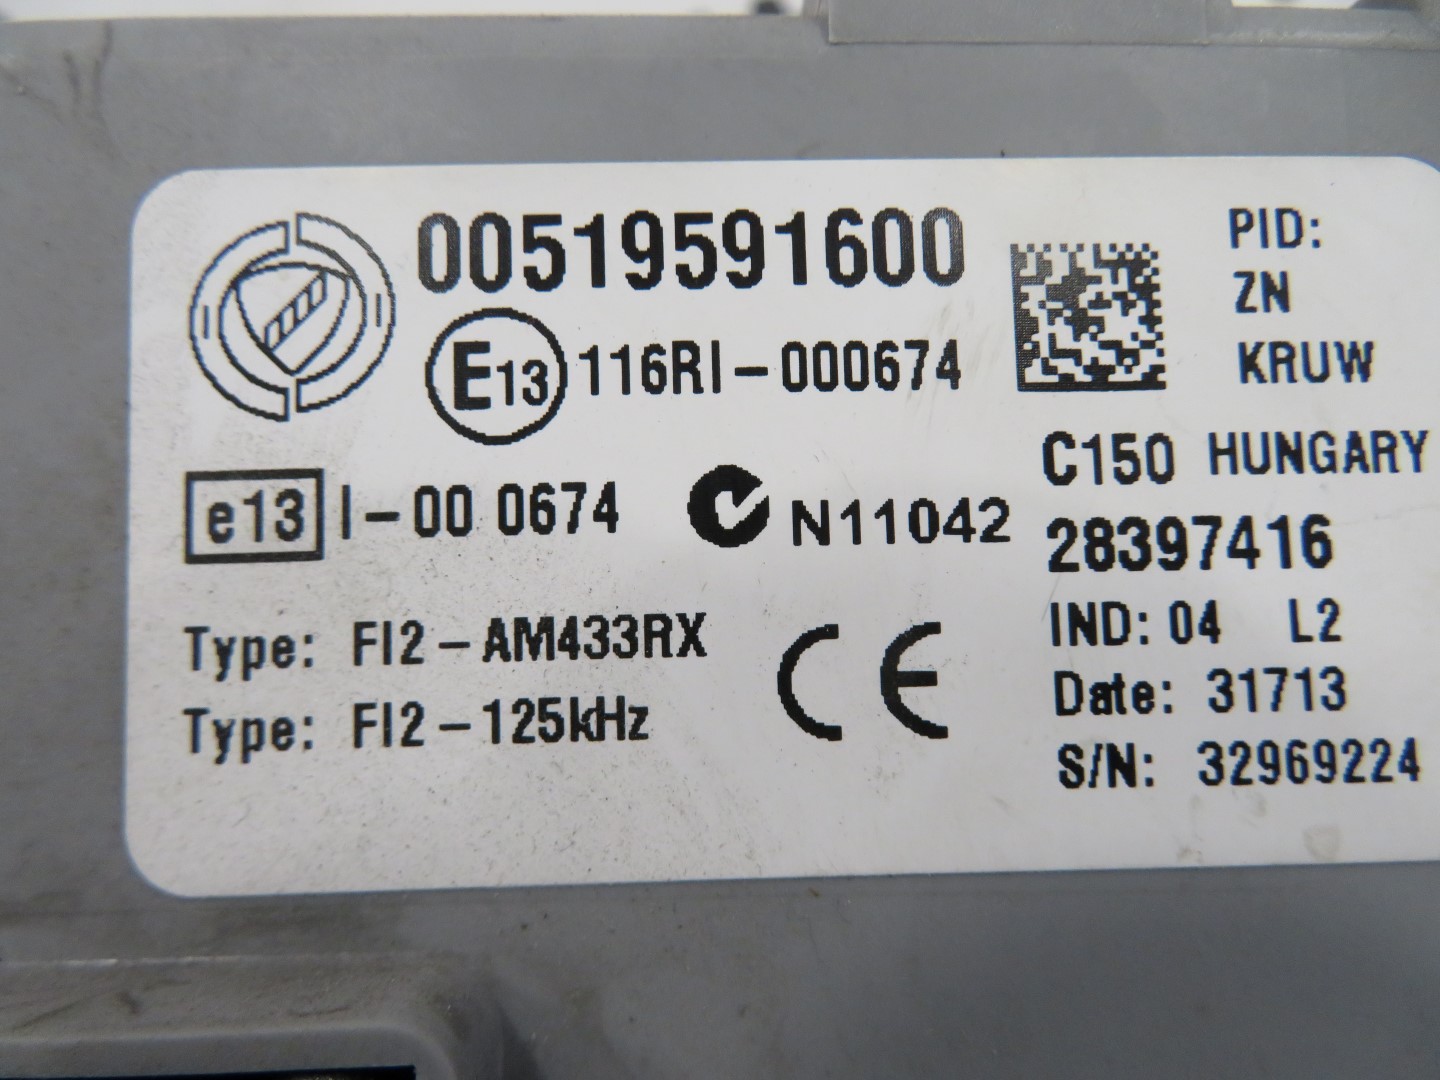 00519591600
E13 116RI-000674
e13 I-00 0674
N11042
Type: FI2-AM433RX
Type: FI2-125kHz
CE
PID:
ZN
KRUW
C150 HUNGARY
28397416
IND: 04 L2
Date: 31713
S/N: 32969224